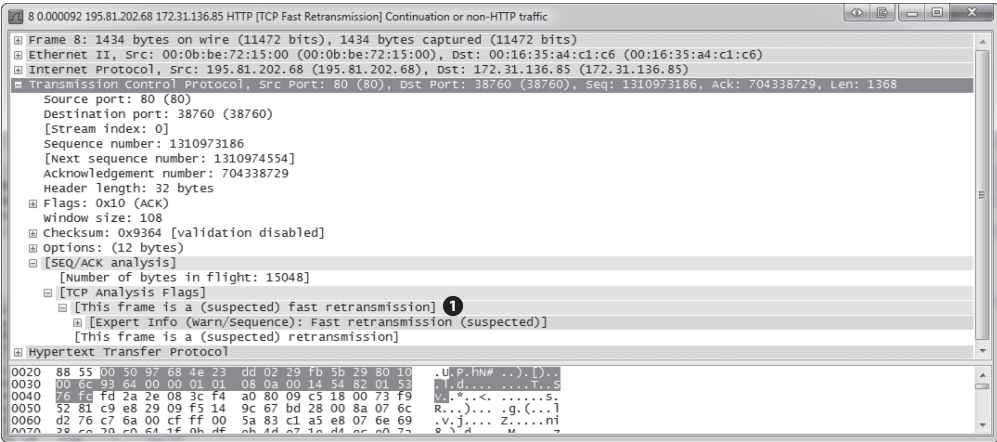 8 0.000092 195.81.202.68 172.31.136.85 HTTP [TCP Fast Retransmission] Continuation or non-HTTP traffic
Frame 8: 1434 bytes on wire (11472 bits), 1434 bytes captured (11472 bits)
Ethernet II, Src: 00:0b:be:72:15:00 (00:0b:be:72:15:00), Dst: 00:16:35:a4:c1:c6 (00:16:35:a4:c1:c6)
Internet Protocol, Src: 195.81.202.68 (195.81.202.68), Dst: 172.31.136.85 (172.31.136.85)
Transmission Control Protocol, Src Port: 80 (80), Dst Port: 38760 (38760), Seq: 1310973186, Ack: 704338729, Len: 1368
Source port: 80 (80)
Destination port: 38760 (38760)
[Stream index: 0]
Sequence number: 1310973186
[Next sequence number: 1310974554]
Acknowledgement number: 704338729
Header length: 32 bytes
Flags: 0x10 (ACK)
Window size: 108
Checksum: 0x9364 [validation disabled]
Options: (12 bytes)
[SEQ/ACK analysis]
[Number of bytes in flight: 15048]
[TCP Analysis Flags]
[This frame is a (suspected) fast retransmission] 1
[Expert Info (Warn/Sequence): Fast retransmission (suspected)]
[This frame is a (suspected) retransmission]
Hypertext Transfer Protocol
0020 88 55 00 50 97 68 4e 23 dd 02 29 fb 5b 29 80 10 .U.P.hN# ..).[)..
0030 00 6c 93 64 00 00 01 01 08 0a 00 14 54 82 01 53 .l.d.... ....T..S
0040 76 fc fd 2a 2e 08 3c f4 a0 80 09 c5 18 00 73 f9 v..*..<. ......s.
0050 52 81 c9 e8 29 09 f5 14 9c 67 bd 28 00 8a 07 6c R...)... .g.(...l
0060 d2 76 c7 6a 00 cf ff 00 5a 83 c1 a5 e8 07 6e 69 .v.j.... Z.....ni